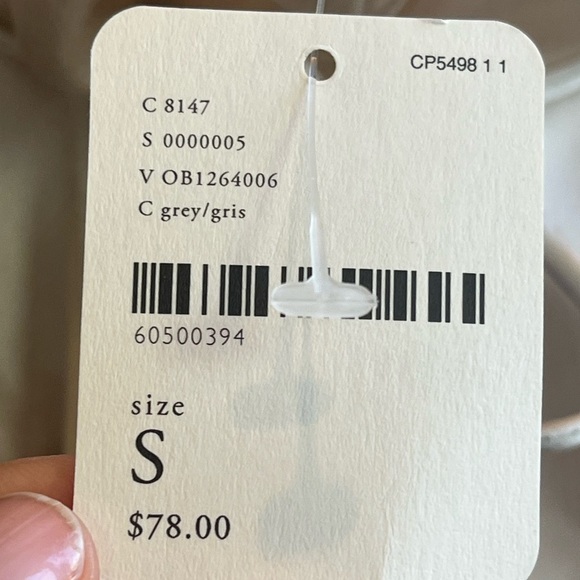 CP5498 1 1
C 8147
S 0000005
V OB1264006
C grey/gris
60500394
size
S
$78.00